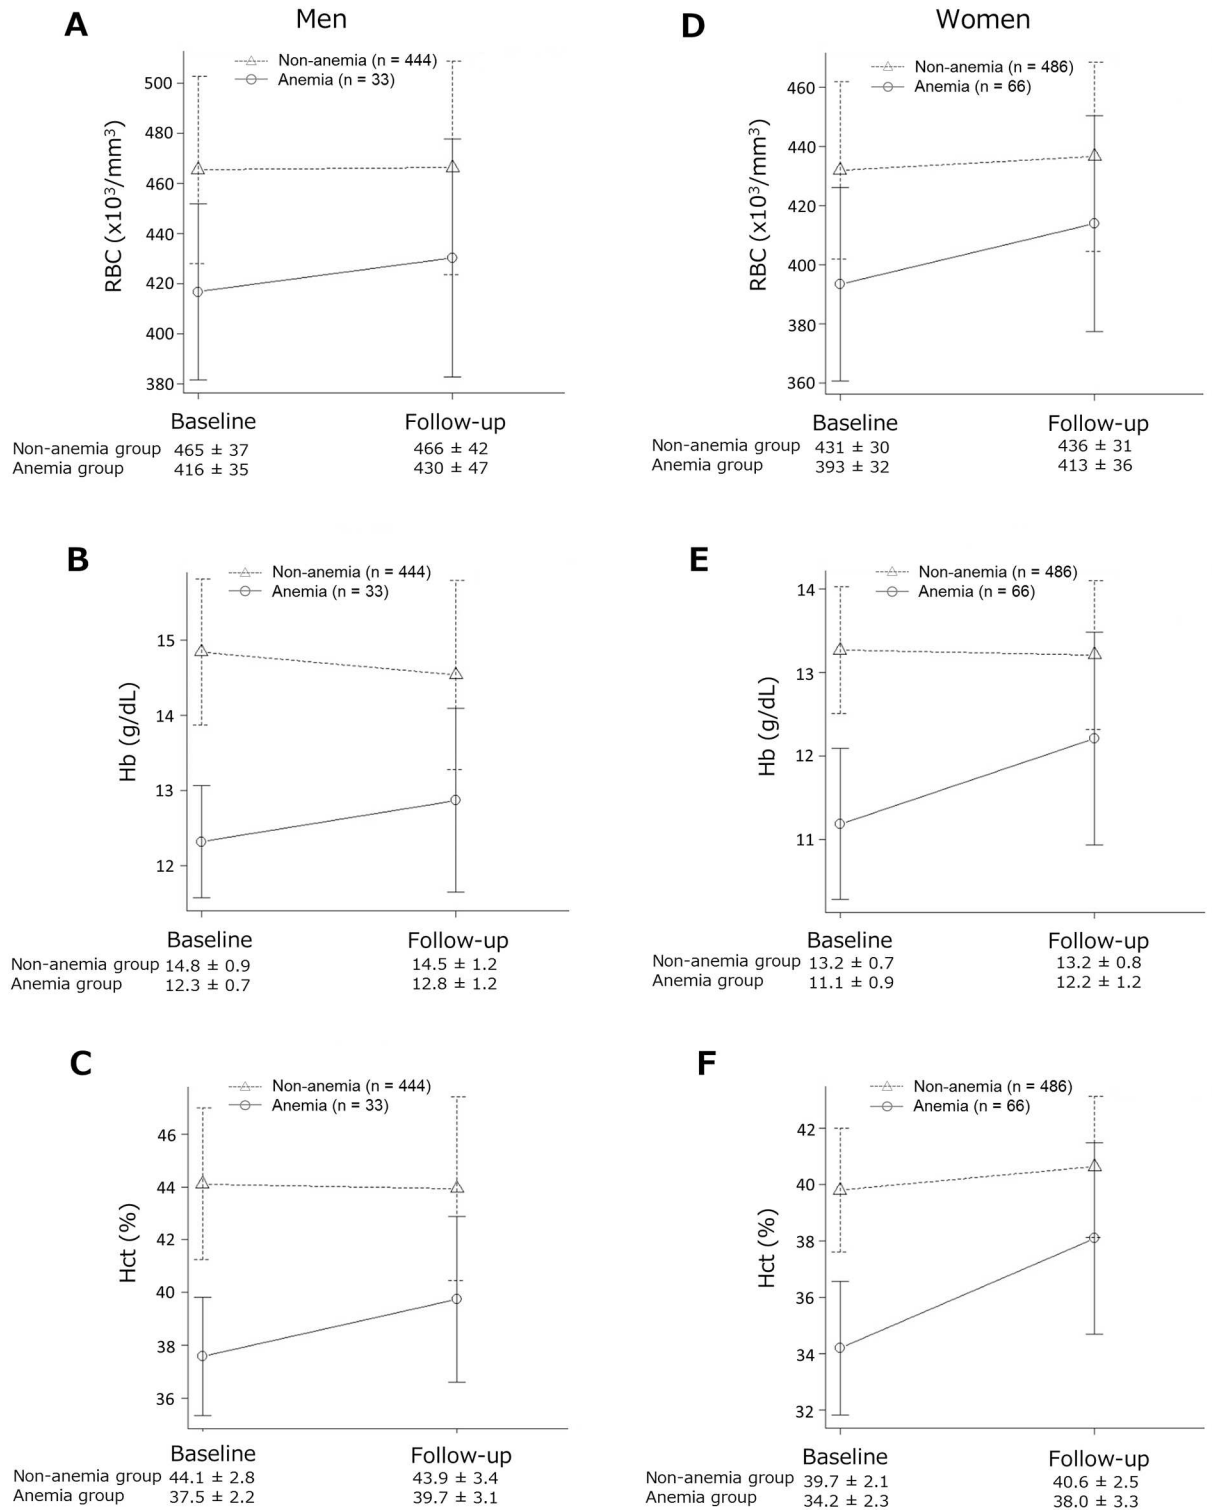 A
Men
Non-anemia (n = 444)
Anemia (n = 33)
RBC (x10³/mm³)
500
480
460
440
420
400
380
Baseline Follow-up
Non-anemia group 465 ± 37 466 ± 42
Anemia group 416 ± 35 430 ± 47
D
Women
Non-anemia (n = 486)
Anemia (n = 66)
RBC (x10³/mm³)
460
440
420
400
380
360
Baseline Follow-up
Non-anemia group 431 ± 30 436 ± 31
Anemia group 393 ± 32 413 ± 36
B
Non-anemia (n = 444)
Anemia (n = 33)
Hb (g/dL)
15
14
13
12
Baseline Follow-up
Non-anemia group 14.8 ± 0.9 14.5 ± 1.2
Anemia group 12.3 ± 0.7 12.8 ± 1.2
E
Non-anemia (n = 486)
Anemia (n = 66)
Hb (g/dL)
14
13
12
11
Baseline Follow-up
Non-anemia group 13.2 ± 0.7 13.2 ± 0.8
Anemia group 11.1 ± 0.9 12.2 ± 1.2
C
Non-anemia (n = 444)
Anemia (n = 33)
Hct (%)
46
44
42
40
38
36
Baseline Follow-up
Non-anemia group 44.1 ± 2.8 43.9 ± 3.4
Anemia group 37.5 ± 2.2 39.7 ± 3.1
F
Non-anemia (n = 486)
Anemia (n = 66)
Hct (%)
42
40
38
36
34
32
Baseline Follow-up
Non-anemia group 39.7 ± 2.1 40.6 ± 2.5
Anemia group 34.2 ± 2.3 38.0 ± 3.3